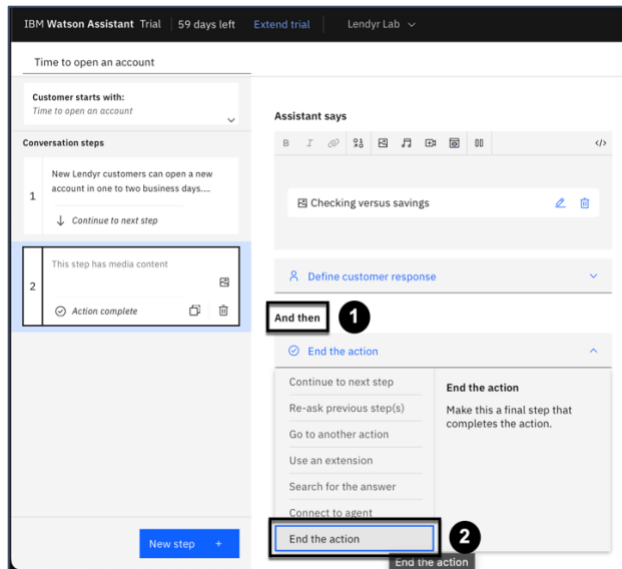 IBM Watson Assistant Trial 59 days left Extend trial Lendyr Lab
Time to open an account
Customer starts with:
Time to open an account
Conversation steps
1
New Lendyr customers can open a new
account in one to two business days....
Continue to next step
2
This step has media content
Action complete
New step +
Assistant says
B I </>
Checking versus savings
Define customer response
And then 1
End the action
Continue to next step
Re-ask previous step(s)
Go to another action
Use an extension
Search for the answer
Connect to agent
End the action 2
End the action
Make this a final step that
completes the action.
End the action